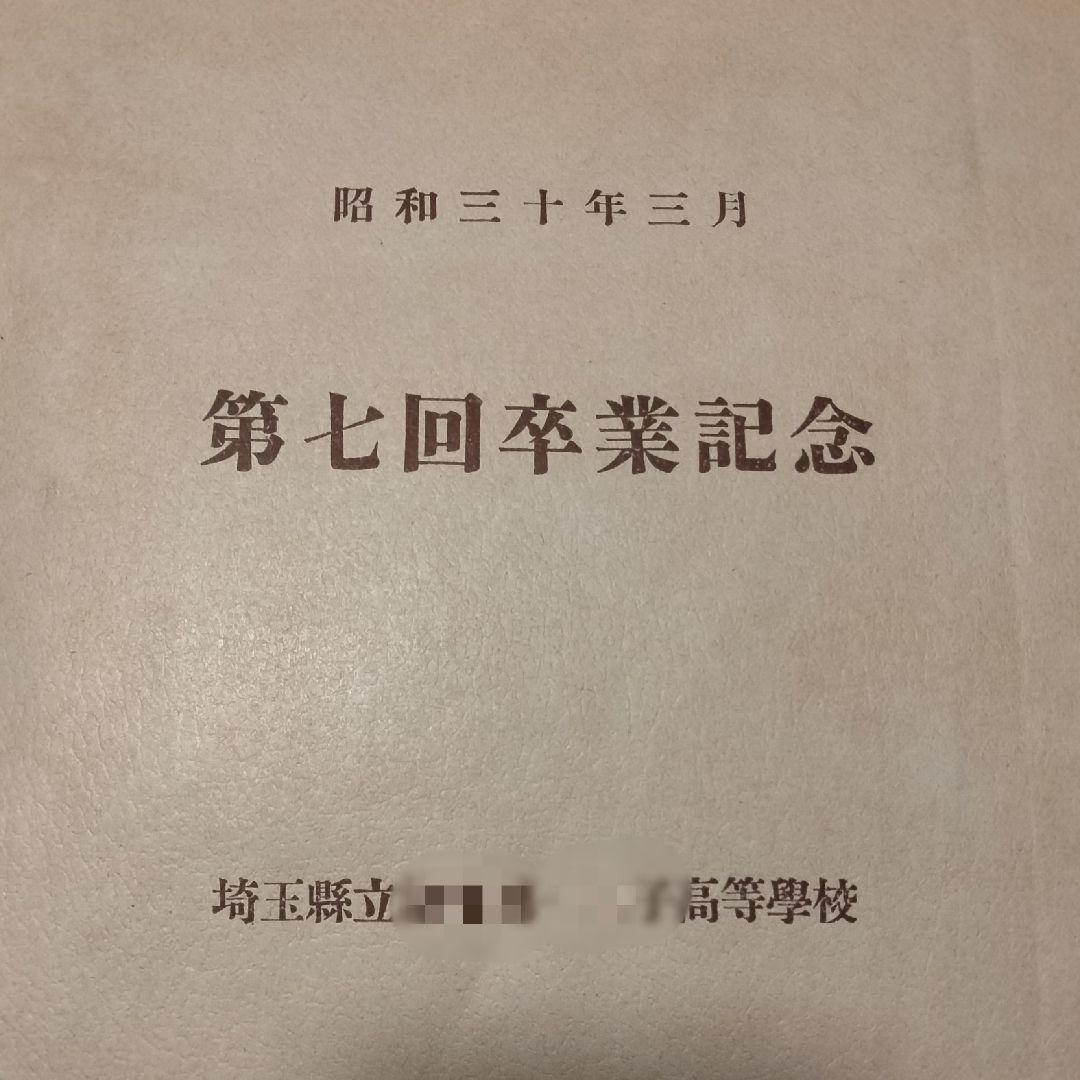 昭和三十年三月
第七回卒業記念
埼玉縣立 子高等學校